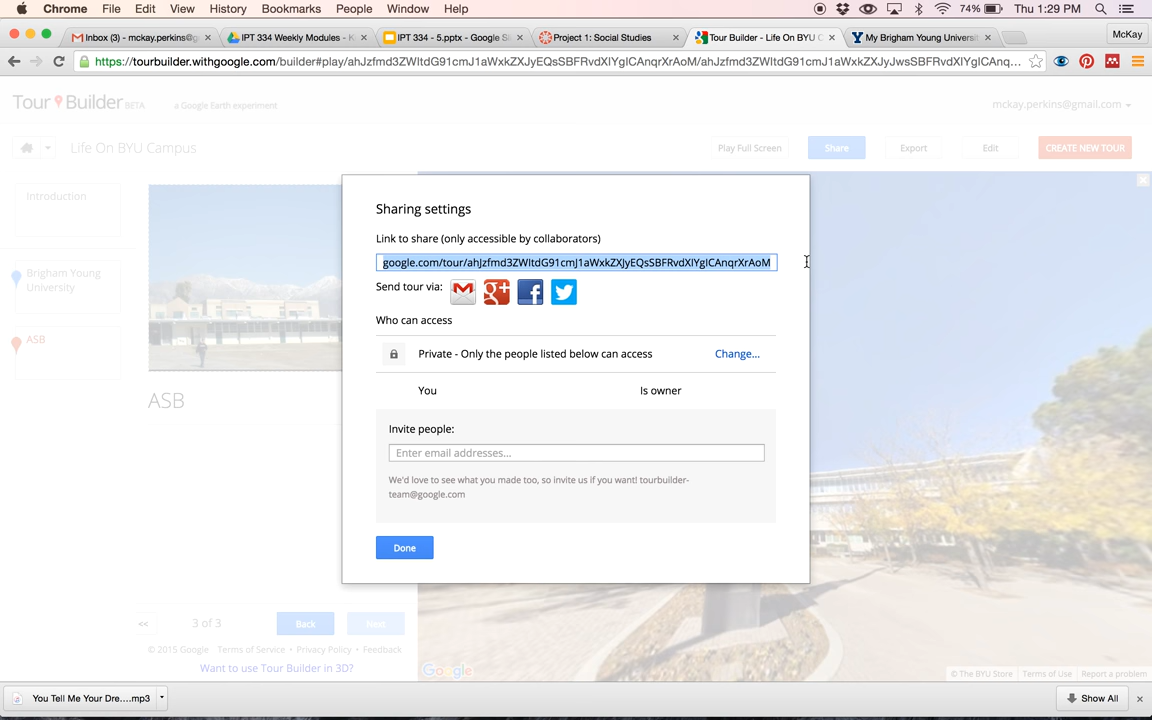 Chrome File Edit View History Bookmarks People Window Help 74% Thu 1:29 PM
Inbox (3) - mckay.perkins@g IPT 334 Weekly Modules - IPT 334 - 5.pptx - Google S Project 1: Social Studies Tour Builder - Life On BYU C My Brigham Young Universit McKay
https://tourbuilder.withgoogle.com/builder#play/
Tour Builder BETA a Google Earth experiment mckay.perkins@gmail.com
Life On BYU Campus Play Full Screen Share Export Edit CREATE NEW TOUR
Introduction
Brigham Young
University
ASB
ASB
Sharing settings
Link to share (only accessible by collaborators)
Send tour via:
Who can access
Private - Only the people listed below can access Change...
You Is owner
Invite people:
Enter email addresses...
We'd love to see what you made too, so invite us if you want! tourbuilder-
team@google.com
Done
<< 3 of 3 Back Next
© 2015 Google Terms of Service • Privacy Policy • Feedback
Want to use Tour Builder in 3D?
Google © The BYU Store Terms of Use Report a problem
You Tell Me Your Dre....mp3 Show All